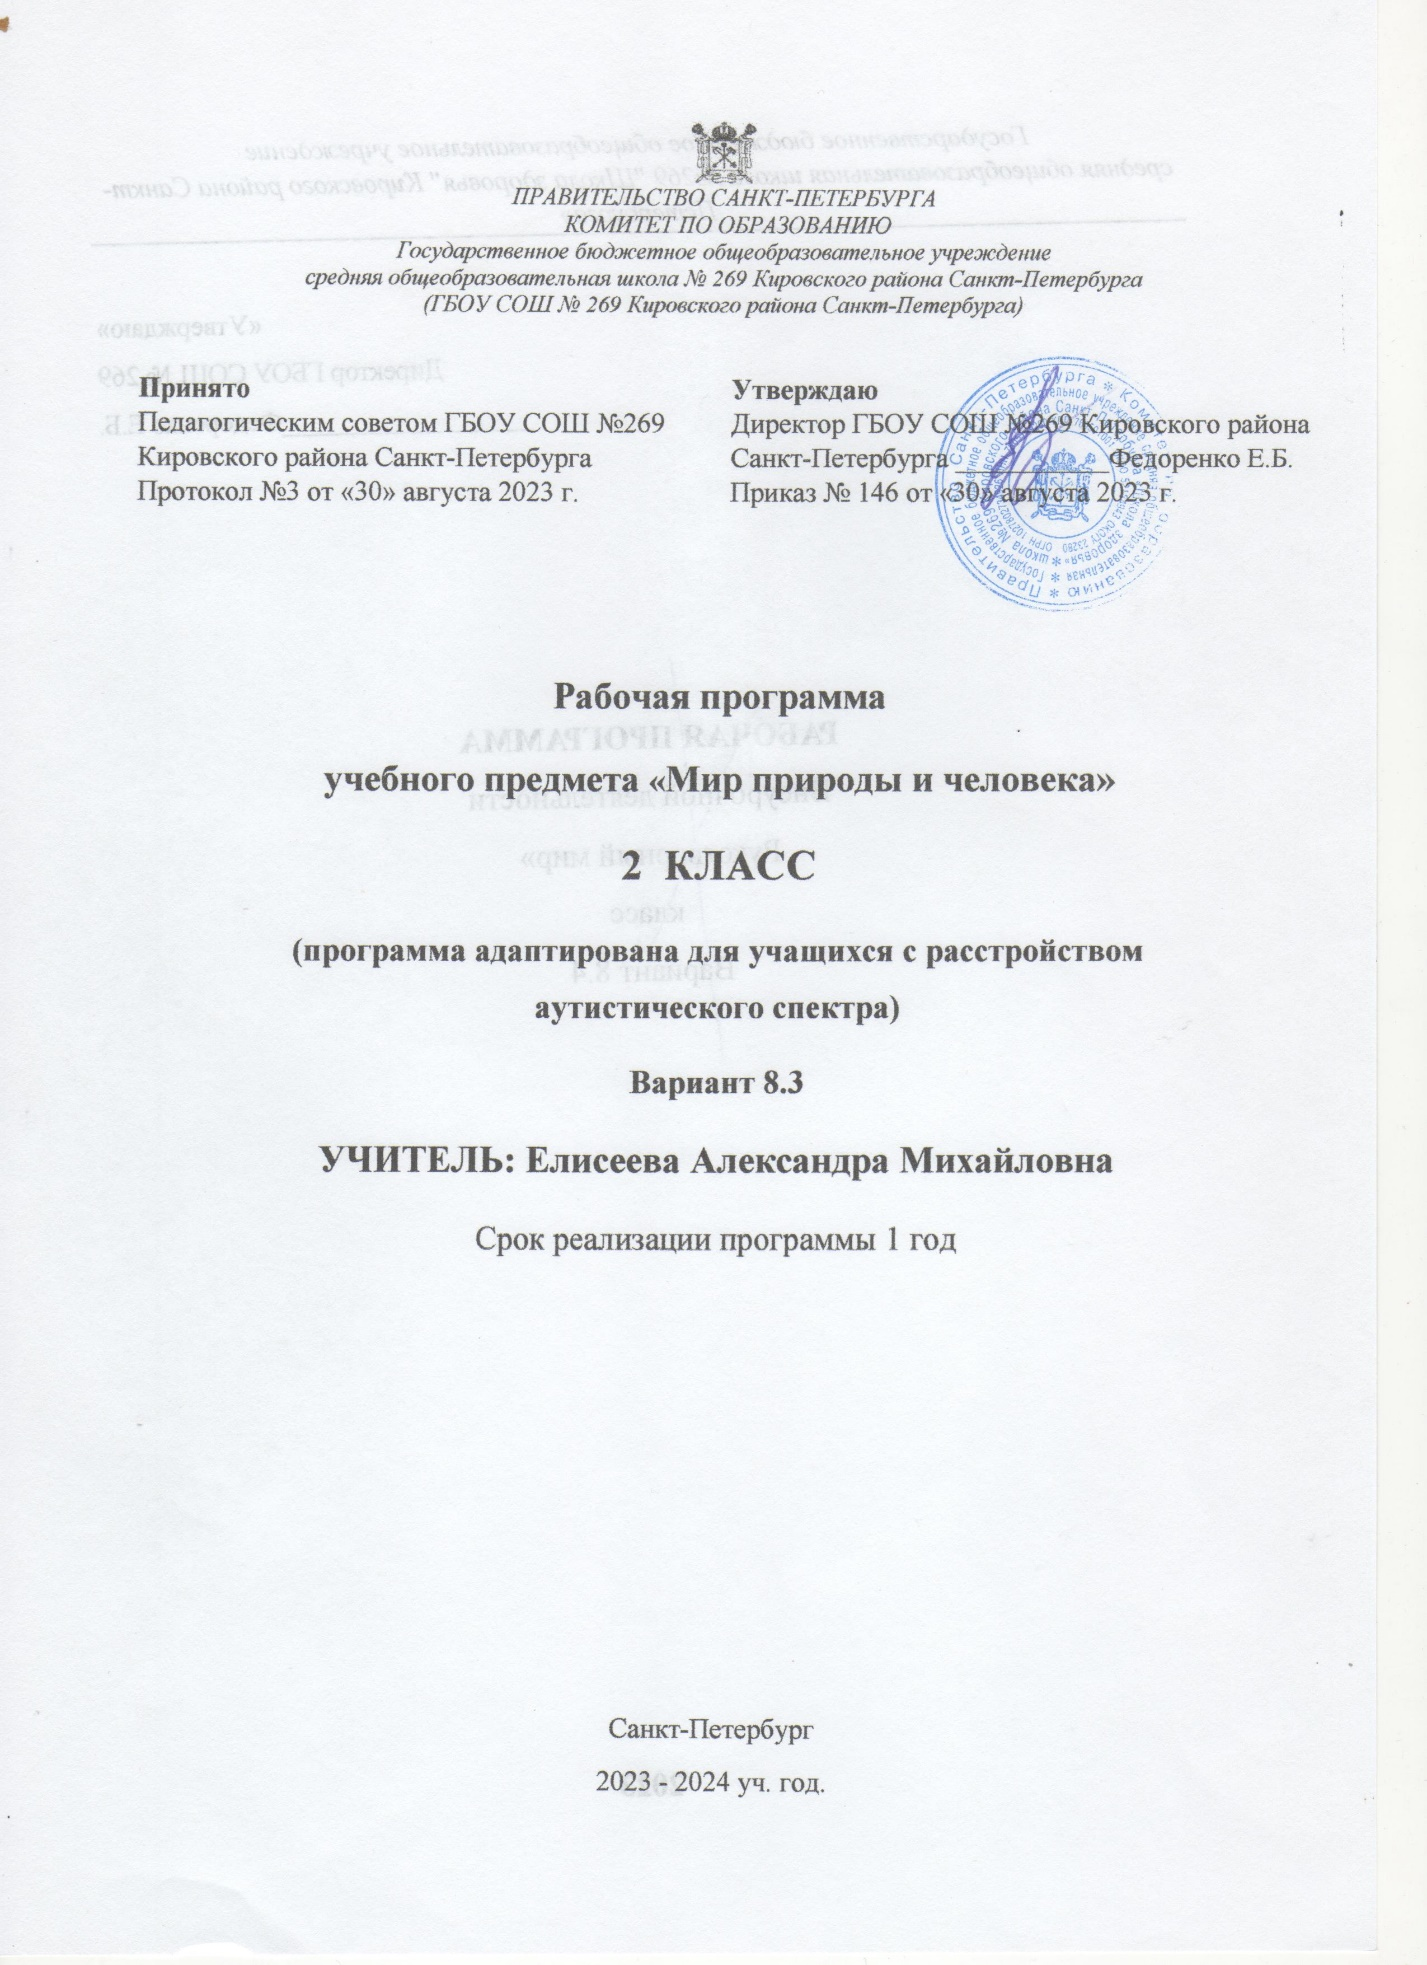 ПРАВИТЕЛЬСТВО САНКТ-ПЕТЕРБУРГА
КОМИТЕТ ПО ОБРАЗОВАНИЮ
Государственное бюджетное общеобразовательное учреждение
средняя общеобразовательная школа № 269 Кировского района Санкт-Петербурга
(ГБОУ СОШ № 269 Кировского района Санкт-Петербурга)
Принято
Педагогическим советом ГБОУ СОШ №269
Кировского района Санкт-Петербурга
Протокол №3 от «30» августа 2023 г.
Утверждаю
Директор ГБОУ СОШ №269 Кировского района
Санкт-Петербурга ____________Федоренко Е.Б.
Приказ № 146 от «30» августа 2023 г.
Рабочая программа
учебного предмета «Мир природы и человека»
2 КЛАСС
(программа адаптирована для учащихся с расстройством
аутистического спектра)
Вариант 8.3
УЧИТЕЛЬ: Елисеева Александра Михайловна
Срок реализации программы 1 год
Санкт-Петербург
2023 - 2024 уч. год.